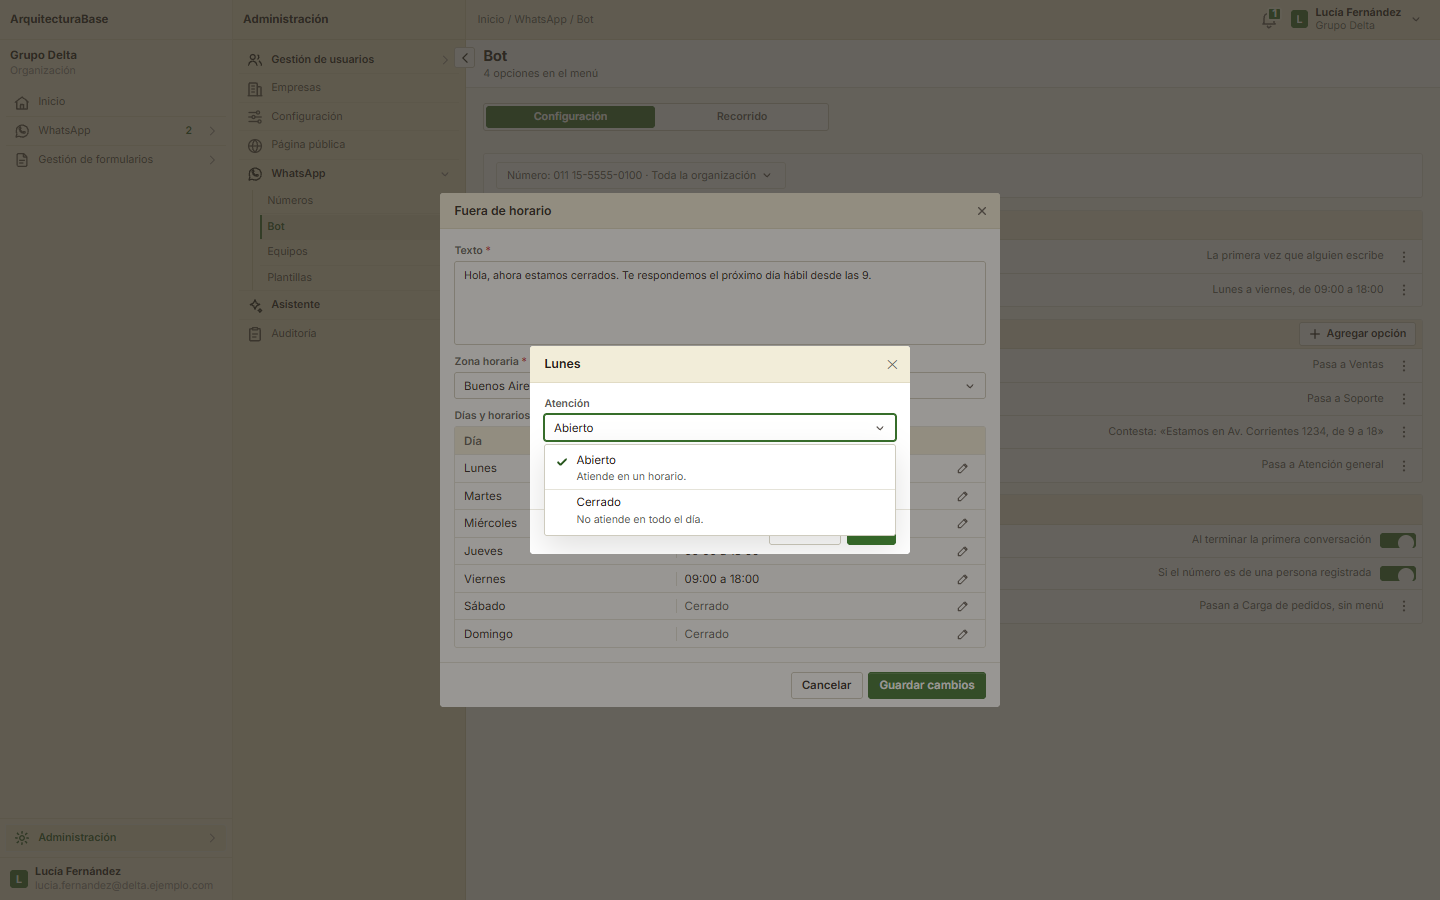 ArquitecturaBase
Grupo Delta
Organización
Inicio
WhatsApp 2
Gestión de formularios
Administración
Lucía Fernández
lucia.fernandez@delta.ejemplo.com
Administración
Gestión de usuarios
Empresas
Configuración
Página pública
WhatsApp
Números
Bot
Equipos
Plantillas
Asistente
Auditoría
Inicio / WhatsApp / Bot
1
L
Lucía Fernández
Grupo Delta
Bot
4 opciones en el menú
Configuración
Recorrido
Número: 011 15-5555-0100 · Toda la organización
La primera vez que alguien escribe
Lunes a viernes, de 09:00 a 18:00
Agregar opción
Pasa a Ventas
Pasa a Soporte
Contesta: «Estamos en Av. Corrientes 1234, de 9 a 18»
Pasa a Atención general
Al terminar la primera conversación
Si el número es de una persona registrada
Pasan a Carga de pedidos, sin menú
Fuera de horario
Texto *
Hola, ahora estamos cerrados. Te respondemos el próximo día hábil desde las 9.
Zona horaria *
Buenos Aire
Días y horarios
Día
Lunes
Martes
Miércoles
Jueves
Viernes 09:00 a 18:00
Sábado Cerrado
Domingo Cerrado
Cancelar
Guardar cambios
Lunes
Atención
Abierto
Abierto
Atiende en un horario.
Cerrado
No atiende en todo el día.
L